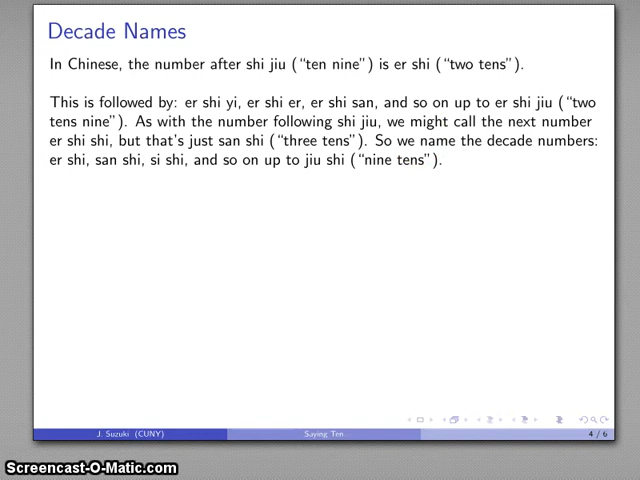 Decade Names
In Chinese, the number after shi jiu (“ten nine”) is er shi (“two tens”).
This is followed by: er shi yi, er shi er, er shi san, and so on up to er shi jiu (“two
tens nine”). As with the number following shi jiu, we might call the next number
er shi shi, but that’s just san shi (“three tens”). So we name the decade numbers:
er shi, san shi, si shi, and so on up to jiu shi (“nine tens”).
J. Suzuki (CUNY) Saying Ten... 4 / 6
Screencast-O-Matic.com